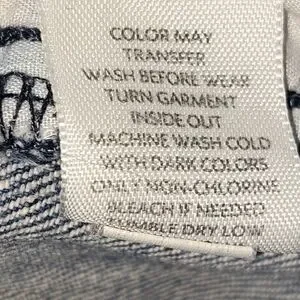 COLOR MAY
TRANSFER
WASH BEFORE WEAR
TURN GARMENT
INSIDE OUT
MACHINE WASH COLD
WITH DARK COLORS
ONLY NON-CHLORINE
BLEACH IF NEEDED
TUMBLE DRY LOW